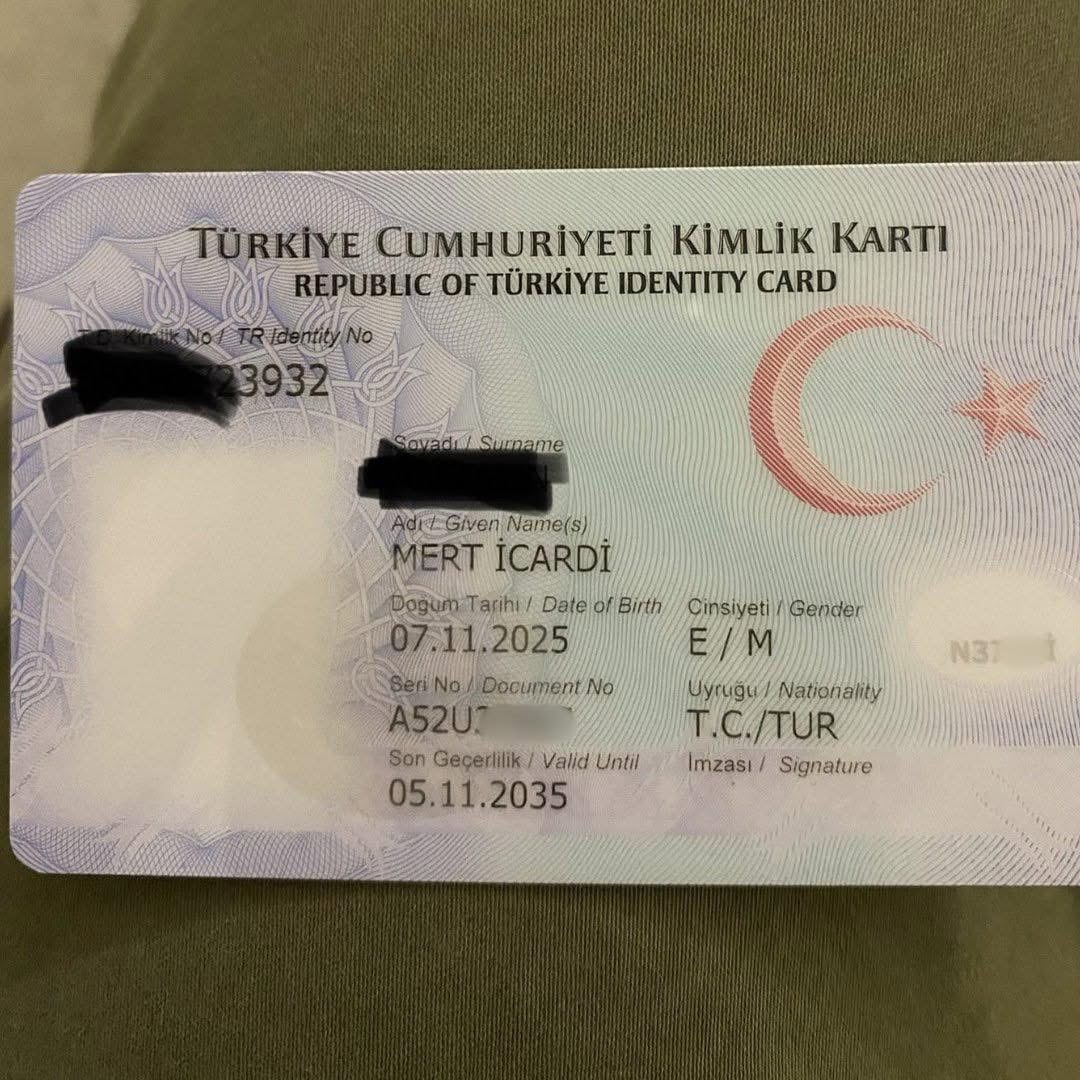 TÜRKİYE CUMHURİYETİ KİMLİK KARTI
REPUBLIC OF TÜRKİYE IDENTITY CARD
T.C. Kimlik No / TR Identity No
23932
Soyadı / Surname
Adı / Given Name(s)
MERT İCARDİ
Doğum Tarihi / Date of Birth Cinsiyeti / Gender
07.11.2025 E / M
Seri No / Document No Uyruğu / Nationality
A52U T.C./TUR
Son Geçerlilik / Valid Until İmzası / Signature
05.11.2035